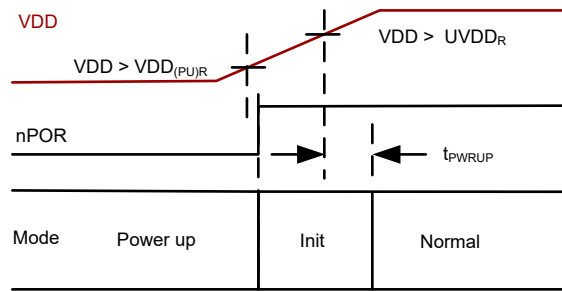 VDD
VDD > UVDDR
VDD > VDD(PU)R
nPOR
tPWRUP
Mode Power up Init Normal